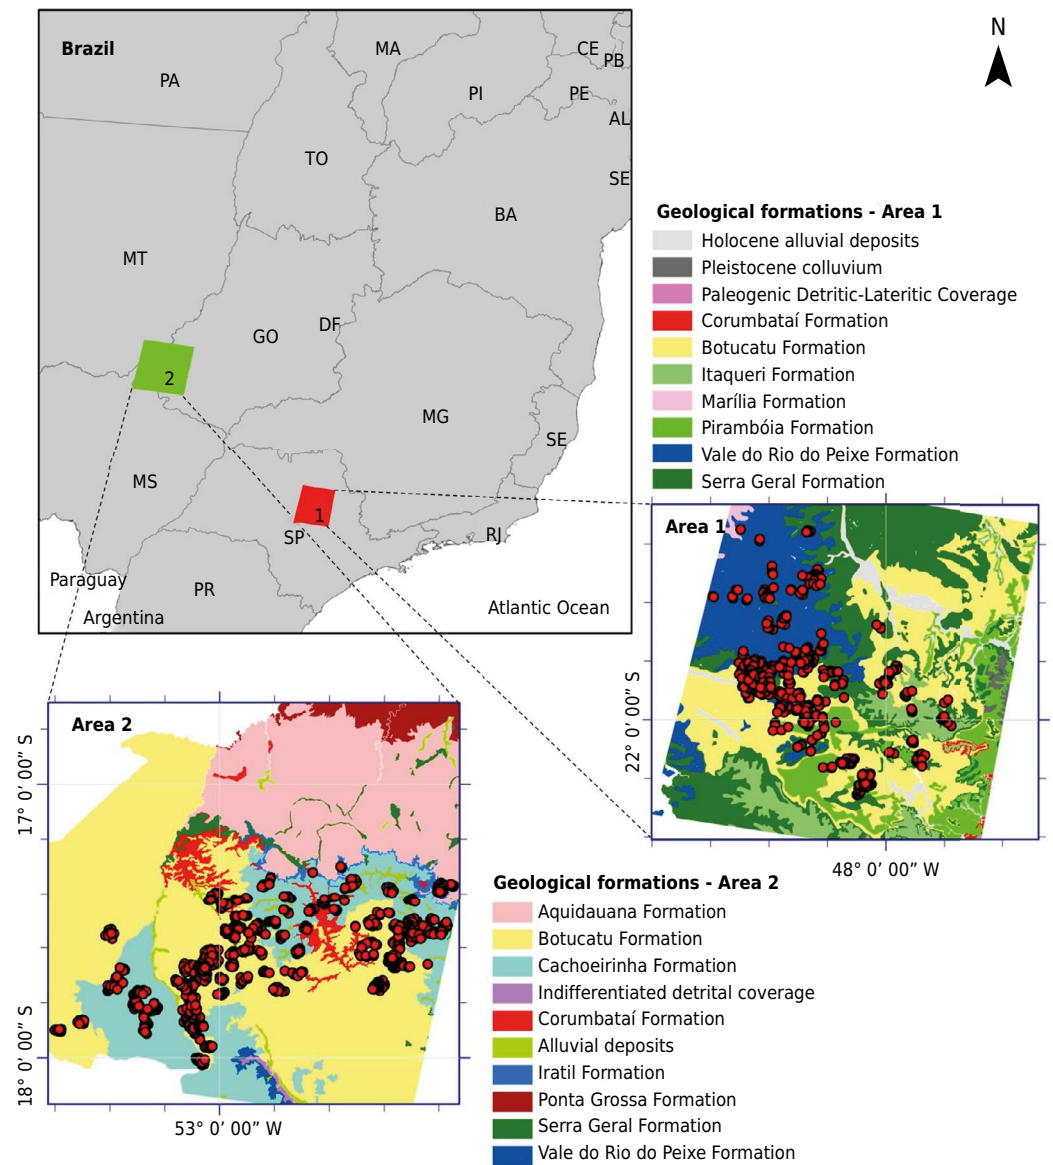 N
Brazil
PA
MA
CE
PB
PI
PE
AL
TO
SE
BA
MT
GO
DF
2
MG
SE
MS
1
SP
RJ
PR
Paraguay
Argentina
Atlantic Ocean
Geological formations - Area 1
Holocene alluvial deposits
Pleistocene colluvium
Paleogenic Detritic-Lateritic Coverage
Corumbataí Formation
Botucatu Formation
Itaqueri Formation
Marília Formation
Pirambóia Formation
Vale do Rio do Peixe Formation
Serra Geral Formation
Area 1
22° 0' 00” S
48° 0' 00” W
Area 2
17° 0' 00” S
18° 0' 00” S
53° 0' 00” W
Geological formations - Area 2
Aquidauana Formation
Botucatu Formation
Cachoeirinha Formation
Indifferentiated detrital coverage
Corumbataí Formation
Alluvial deposits
Iratil Formation
Ponta Grossa Formation
Serra Geral Formation
Vale do Rio do Peixe Formation